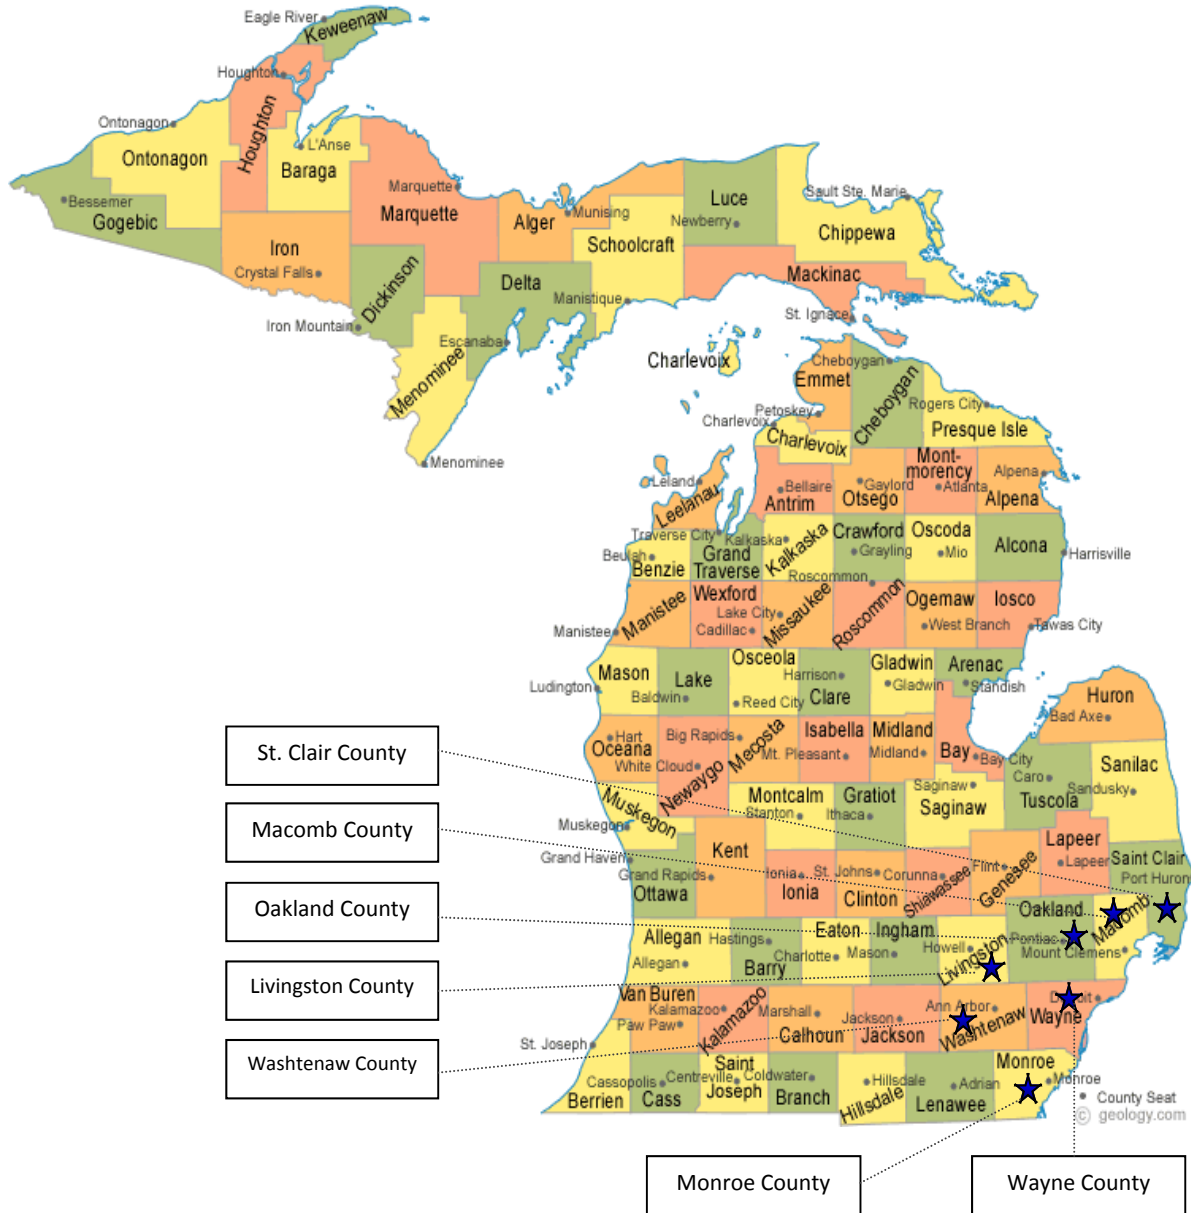 Eagle River
Keweenaw
Houghton
Houghton
Ontonagon
Ontonagon
L'Anse
Baraga
Bessemer
Gogebic
Marquette
Marquette
Alger
Munising
Luce
Newberry
Sault Ste. Marie
Chippewa
Iron
Crystal Falls
Schoolcraft
Mackinac
Dickinson
Delta
Manistique
St. Ignace
Iron Mountain
Escanaba
Menominee
Menominee
Charlevoix
Cheboygan
Emmet
Cheboygan
Rogers City
Petoskey
Charlevoix
Presque Isle
Charlevoix
Mont-
morency
Leland
Leelanau
Bellaire
Antrim
Gaylord
Otsego
Atlanta
Alpena
Alpena
Traverse City
Kalkaska
Kalkaska
Crawford
Grayling
Oscoda
Mio
Alcona
Harrisville
Beulah
Benzie
Grand
Traverse
Roscommon
Wexford
Lake City
Cadillac
Missaukee
Roscommon
Ogemaw
West Branch
Iosco
Tawas City
Manistee
Manistee
Mason
Ludington
Lake
Baldwin
Osceola
Reed City
Harrison
Clare
Gladwin
Gladwin
Arenac
Standish
Huron
Bad Axe
Hart
Oceana
Big Rapids
White Cloud
Newaygo
Mecosta
Isabella
Mt. Pleasant
Midland
Midland
Bay
Bay City
Caro
Tuscola
Sanilac
Sandusky
St. Clair County
Muskegon
Muskegon
Montcalm
Stanton
Gratiot
Ithaca
Saginaw
Saginaw
Macomb County
Grand Haven
Ottawa
Kent
Grand Rapids
Ionia
Ionia
St. Johns
Clinton
Corunna
Shiawassee
Flint
Genesee
Lapeer
Lapeer
Saint Clair
Port Huron
Oakland County
Allegan
Allegan
Hastings
Barry
Eaton
Charlotte
Ingham
Mason
Howell
Livingston
Oakland
Pontiac
Macomb
Mount Clemens
Livingston County
Van Buren
Paw Paw
Kalamazoo
Kalamazoo
Marshall
Calhoun
Jackson
Jackson
Ann Arbor
Washtenaw
Detroit
Wayne
Washtenaw County
St. Joseph
Berrien
Cassopolis
Cass
Centreville
Saint
Joseph
Coldwater
Branch
Hillsdale
Hillsdale
Adrian
Lenawee
Monroe
Monroe
County Seat
© geology.com
Monroe County
Wayne County